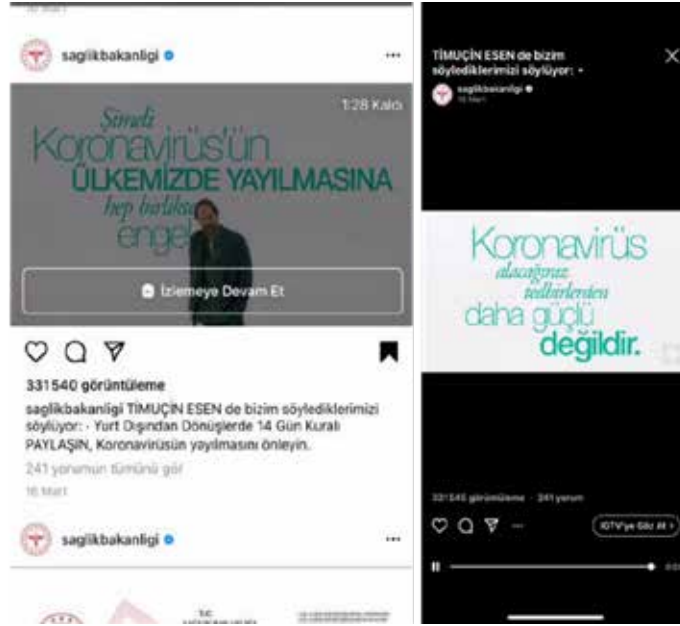 saglikbakanligi
1:28 Kaldı
Şimdi
Koronavirüs'ün
ÜLKEMİZDE YAYILMASINA
hep birlikte
engel
İzlemeye Devam Et
331540 görüntüleme
saglikbakanligi TİMUÇİN ESEN de bizim söylediklerimizi
söylüyor: - Yurt Dışından Dönüşlerde 14 Gün Kuralı
PAYLAŞIN, Koronavirüsün yayılmasını önleyin.
241 yorumun tümünü gör
16 Mart
saglikbakanligi
T.C.
TİMUÇİN ESEN de bizim
söylediklerimizi söylüyor: -
saglikbakanligi
16 Mart
Koronavirüs
alacağınız
tedbirlerden
daha güçlü
değildir.
331545 görüntüleme · 241 yorum
IGTV'ye Göz At >